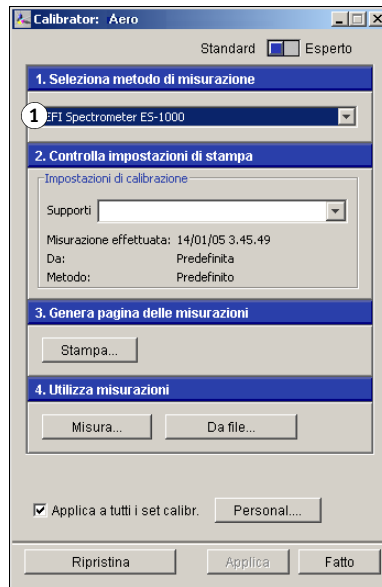 Calibrator: Aero
Standard Esperto
1. Seleziona metodo di misurazione
1 EFI Spectrometer ES-1000
2. Controlla impostazioni di stampa
Impostazioni di calibrazione
Supporti
Misurazione effettuata: 14/01/05 3.45.49
Da: Predefinita
Metodo: Predefinito
3. Genera pagina delle misurazioni
Stampa...
4. Utilizza misurazioni
Misura... Da file...
Applica a tutti i set calibr. Personal....
Ripristina Applica Fatto